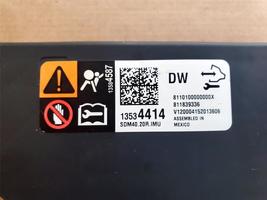 13504587
DW
8110100000000X
811839336
V120004152013606
13534414
SDM40.20R.IMU
ASSEMBLED IN
MEXICO